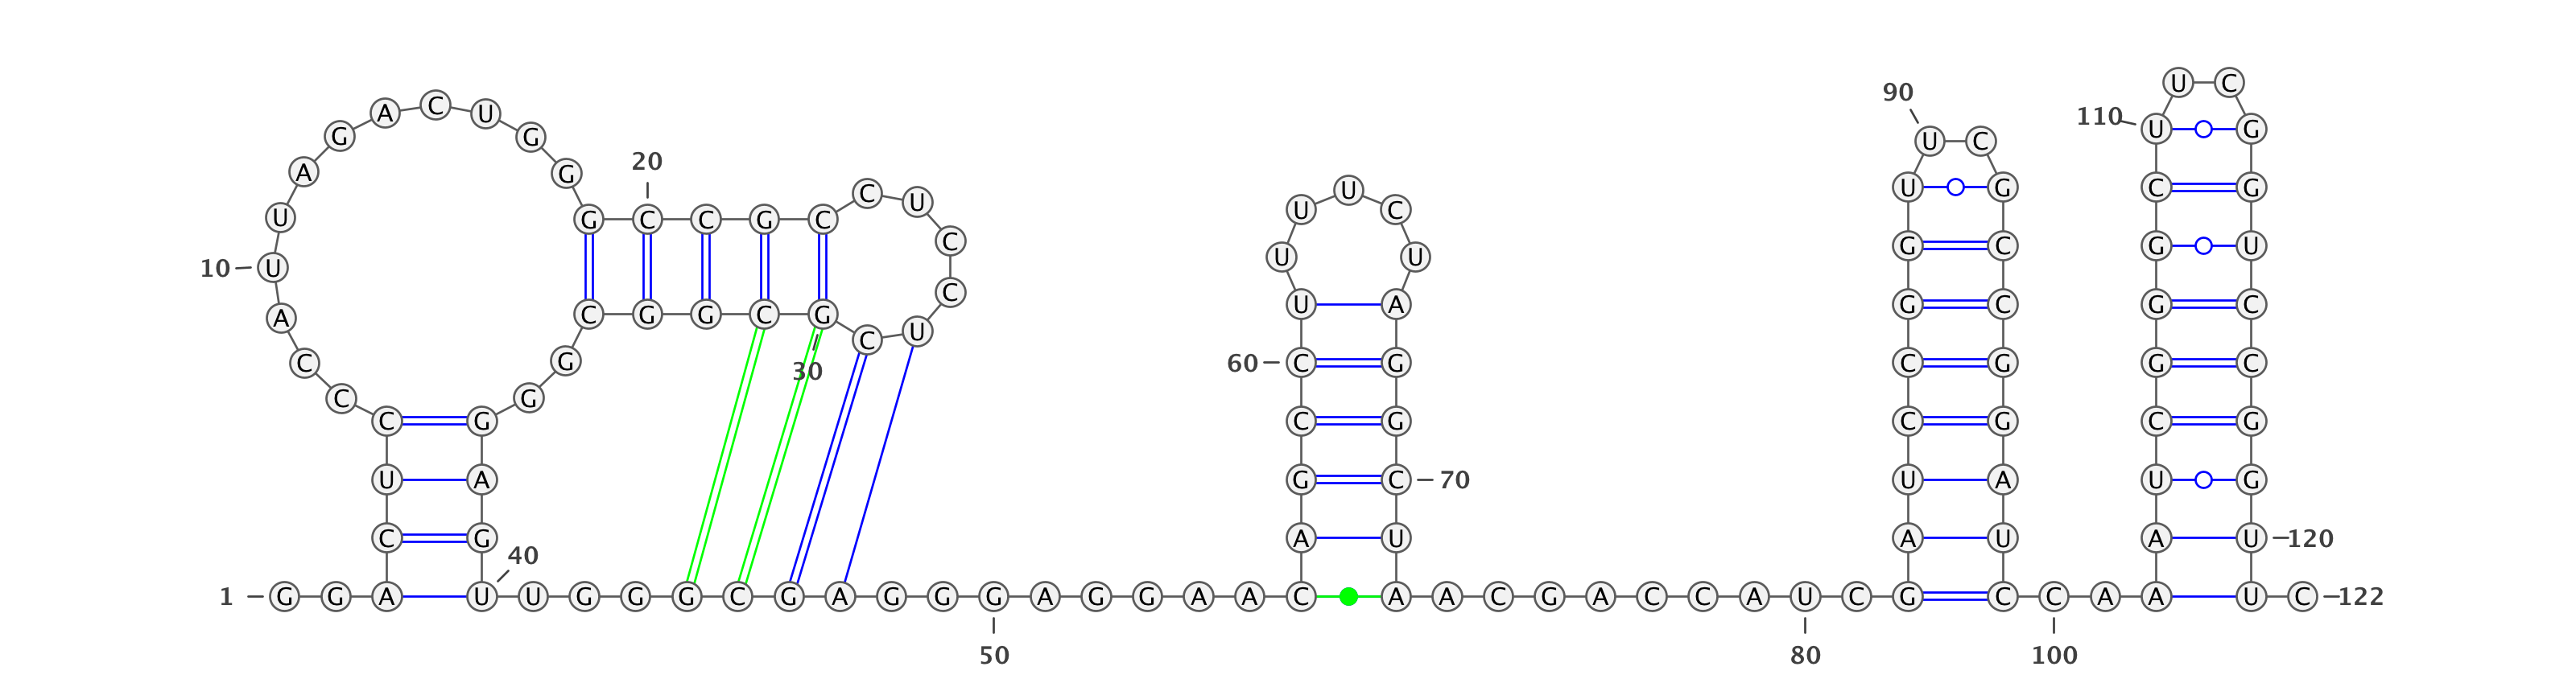 1
G G A C U C C C A U
10
U A G A C U G G G C
20
C G C C U C C U C G
30
C G G C G G G A G U
40
U G G G C G A G G G
50
A G G A A C A G C C
60
U U U U C U A G G C
70
U A A C G A C C A U
80
C G A U C C G G U U
90
C G C C G G A U C C
100
A A A U C G G G C U
110
U C G G U C C G G U
120
U C
122